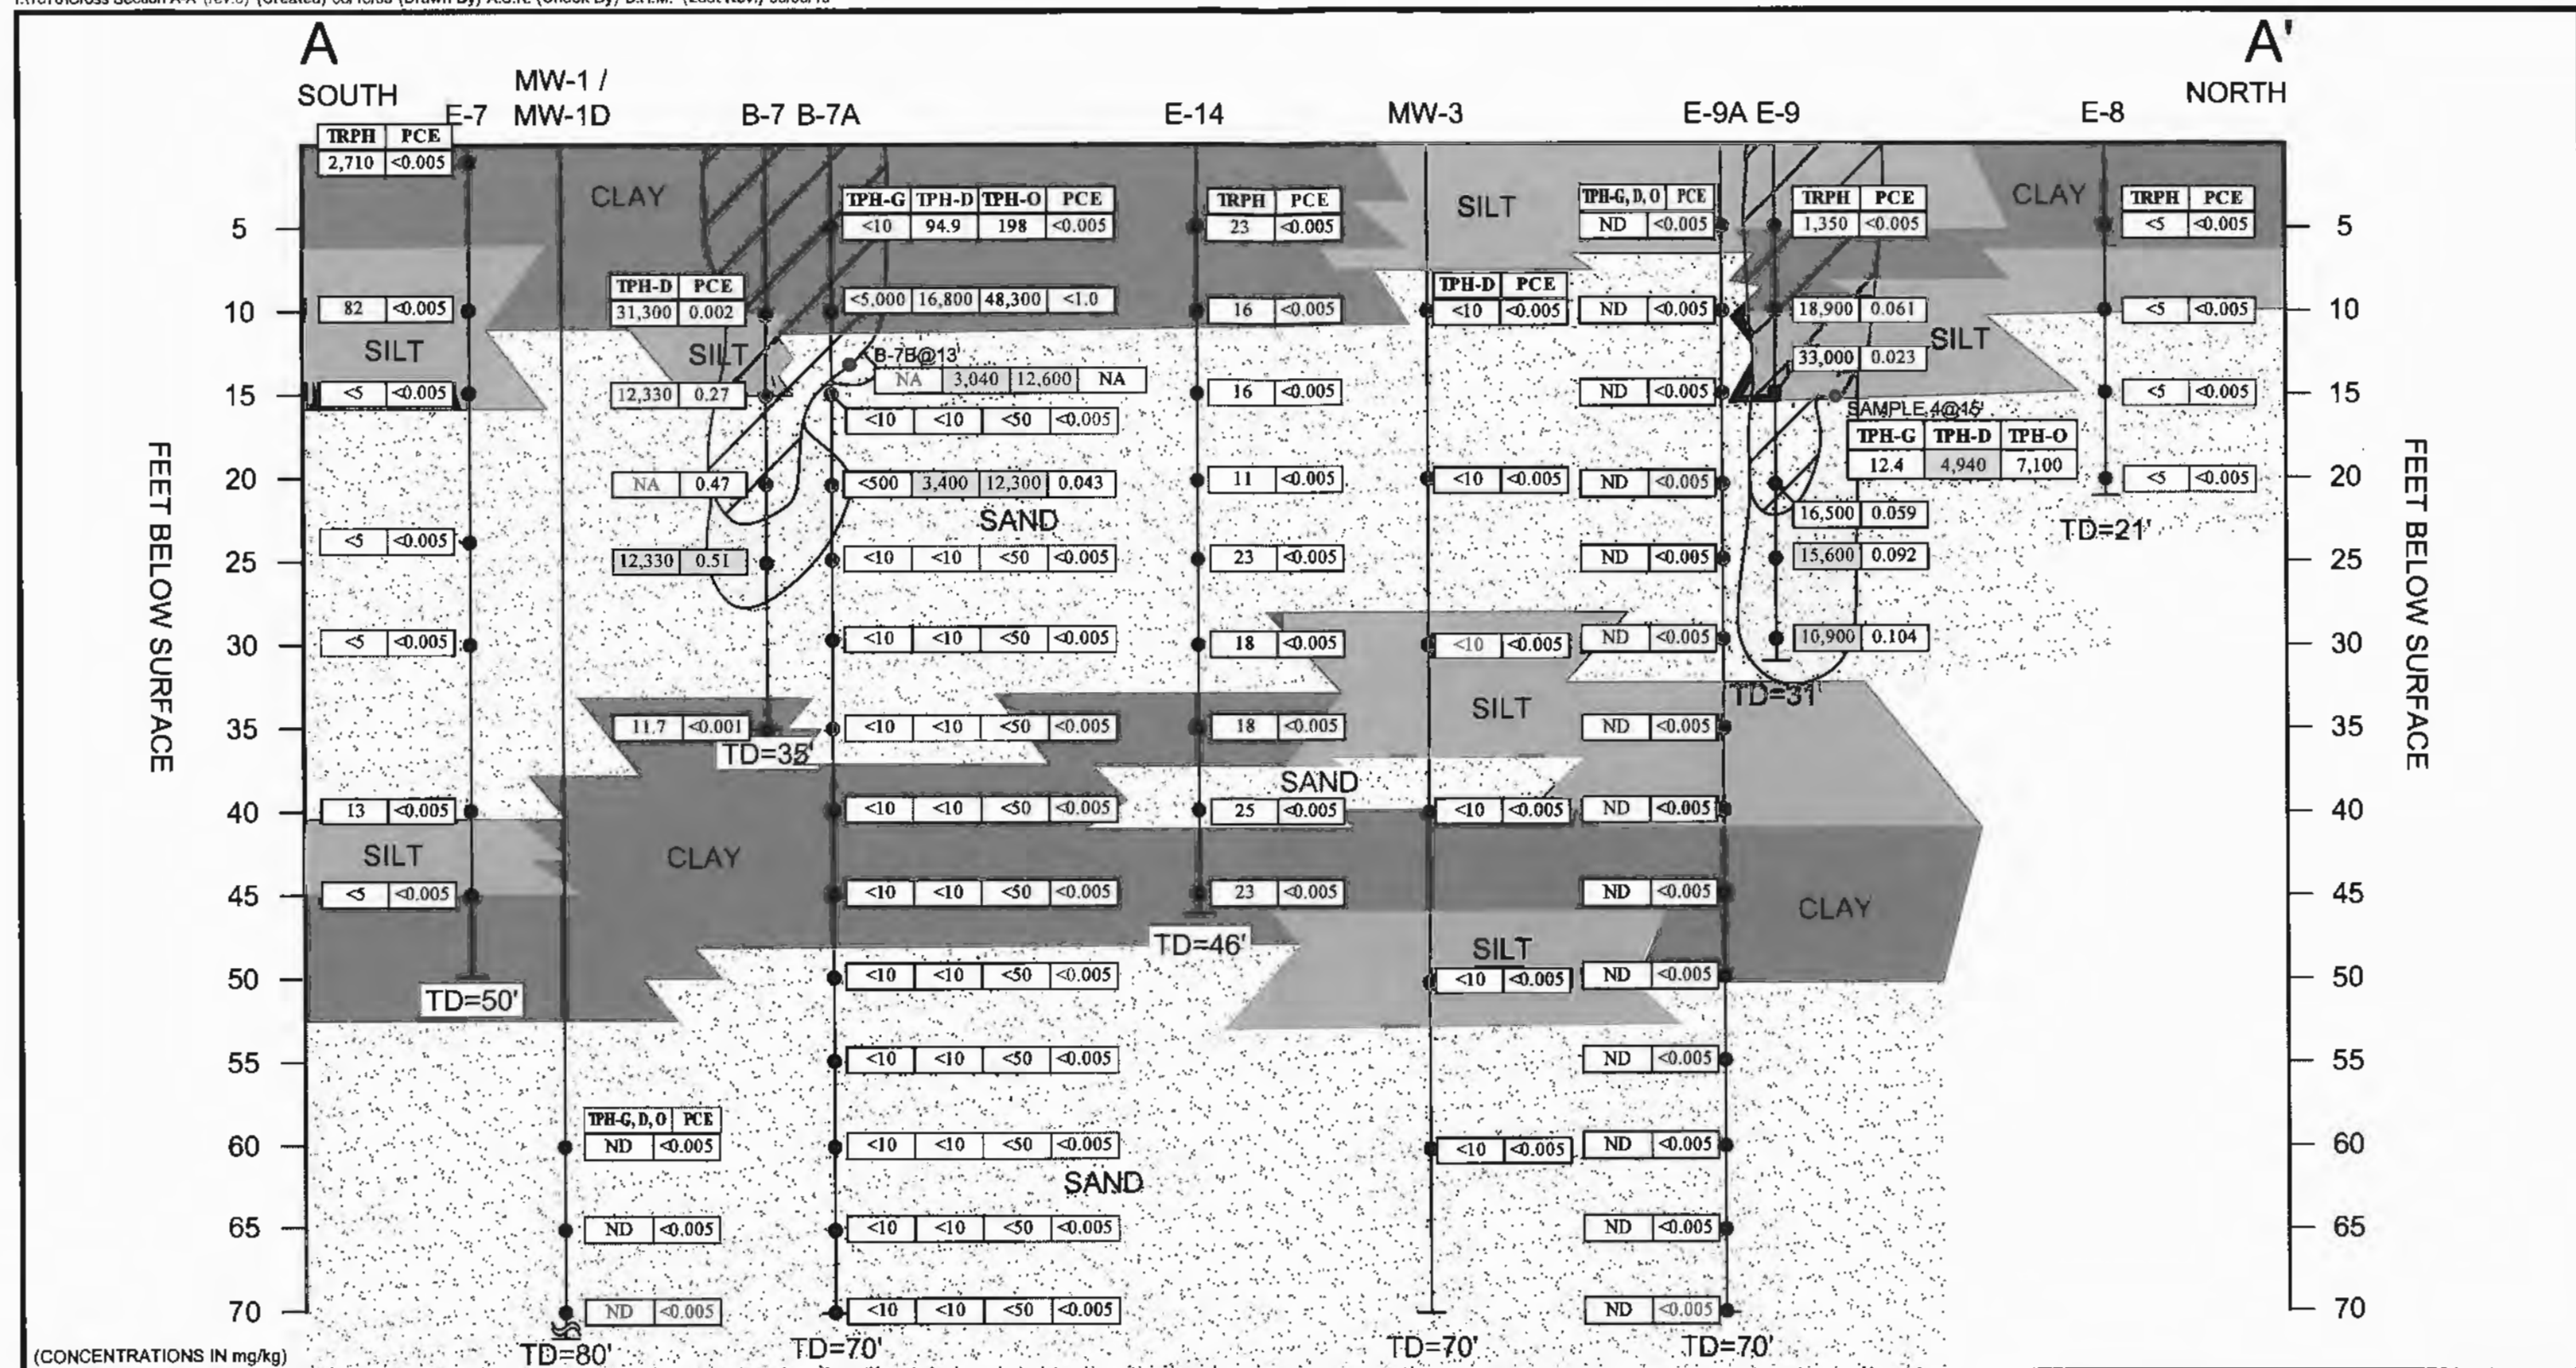 A
A'
SOUTH
NORTH
E-7
MW-1 /
MW-1D
B-7
B-7A
E-14
MW-3
E-9A
E-9
E-8
FEET BELOW SURFACE
5
10
15
20
25
30
35
40
45
50
55
60
65
70
TRPH PCE
2,710 <0.005
82 <0.005
<5 <0.005
<5 <0.005
<5 <0.005
13 <0.005
<5 <0.005
TD=50'
TPH-G, D, O PCE
ND <0.005
ND <0.005
ND <0.005
TD=80'
TPH-D PCE
31,300 0.002
12,330 0.27
NA 0.47
12,330 0.51
11.7 <0.001
TD=35'
TPH-G TPH-D TPH-O PCE
<10 94.9 198 <0.005
<5,000 16,800 48,300 <1.0
B-7B@13'
NA 3,040 12,600 NA
<10 <10 <50 <0.005
<500 3,400 12,300 0.043
<10 <10 <50 <0.005
<10 <10 <50 <0.005
<10 <10 <50 <0.005
<10 <10 <50 <0.005
<10 <10 <50 <0.005
<10 <10 <50 <0.005
<10 <10 <50 <0.005
<10 <10 <50 <0.005
<10 <10 <50 <0.005
<10 <10 <50 <0.005
TD=70'
TRPH PCE
23 <0.005
16 <0.005
16 <0.005
11 <0.005
23 <0.005
18 <0.005
18 <0.005
25 <0.005
23 <0.005
TD=46'
TPH-D PCE
<10 <0.005
<10 <0.005
<10 <0.005
<10 <0.005
<10 <0.005
<10 <0.005
TD=70'
TPH-G, D, O PCE
ND <0.005
ND <0.005
ND <0.005
ND <0.005
ND <0.005
ND <0.005
ND <0.005
ND <0.005
ND <0.005
ND <0.005
ND <0.005
ND <0.005
ND <0.005
ND <0.005
TD=70'
TRPH PCE
1,350 <0.005
18,900 0.061
33,000 0.023
SAMPLE 4@15'
TPH-G TPH-D TPH-O
12.4 4,940 7,100
16,500 0.059
15,600 0.092
10,900 0.104
TD=31'
TRPH PCE
<5 <0.005
<5 <0.005
<5 <0.005
<5 <0.005
TD=21'
CLAY
SILT
CLAY
SILT
SILT
SILT
SAND
SILT
SAND
SILT
CLAY
SILT
CLAY
SAND
FEET BELOW SURFACE
5
10
15
20
25
30
35
40
45
50
55
60
65
70
(CONCENTRATIONS IN mg/kg)